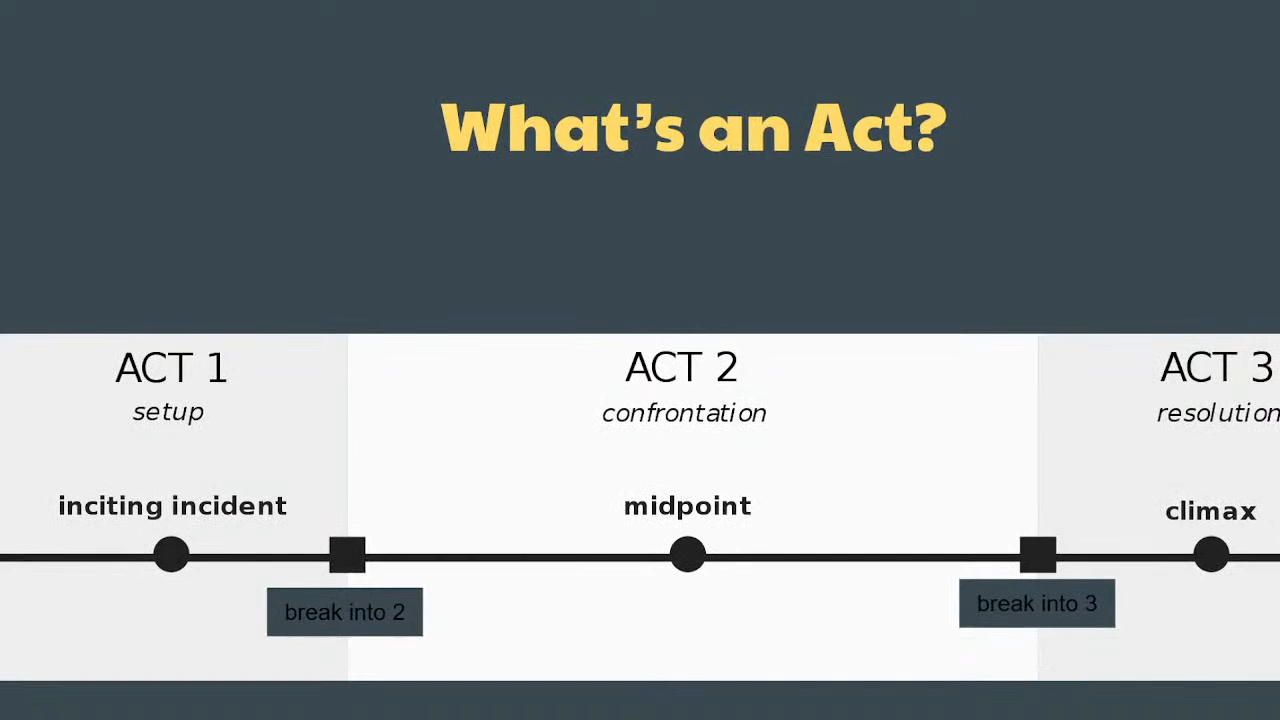 What's an Act?
ACT 1
setup
ACT 2
confrontation
ACT 3
resolution
inciting incident
midpoint
climax
break into 2
break into 3